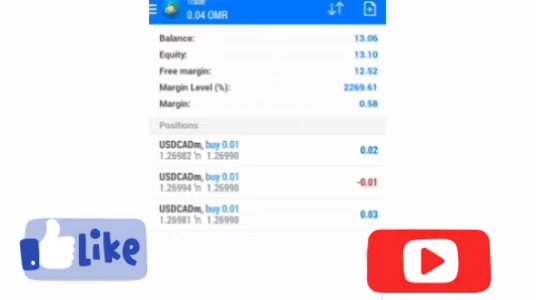 Trade
0.04 OMR
Balance: 13.06
Equity: 13.10
Free margin: 12.52
Margin Level (%): 2269.61
Margin: 0.58
Positions
USDCADm, buy 0.01 0.02
1.26982 'n 1.26990
USDCADm, buy 0.01 -0.01
1.26994 'n 1.26990
USDCADm, buy 0.01 0.03
1.26981 'n 1.26990
Like